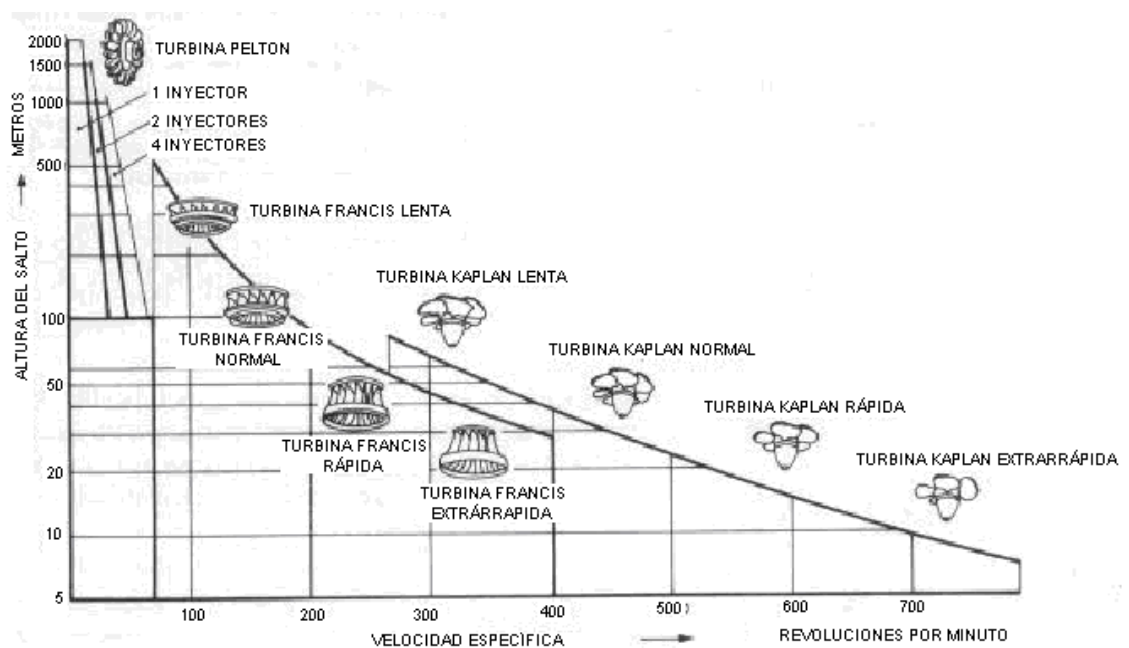 2000
TURBINA PELTON
1500
1 INYECTOR
1000
2 INYECTORES
4 INYECTORES
500
ALTURA DEL SALTO
METROS
TURBINA FRANCIS LENTA
TURBINA KAPLAN LENTA
100
TURBINA FRANCIS
NORMAL
TURBINA KAPLAN NORMAL
50
TURBINA KAPLAN RÁPIDA
TURBINA FRANCIS
RÁPIDA
20
TURBINA KAPLAN EXTRARRÁPIDA
TURBINA FRANCIS
EXTRÁRRAPIDA
10
5
100
200
300
400
500
600
700
VELOCIDAD ESPECÌFICA
REVOLUCIONES POR MINUTO